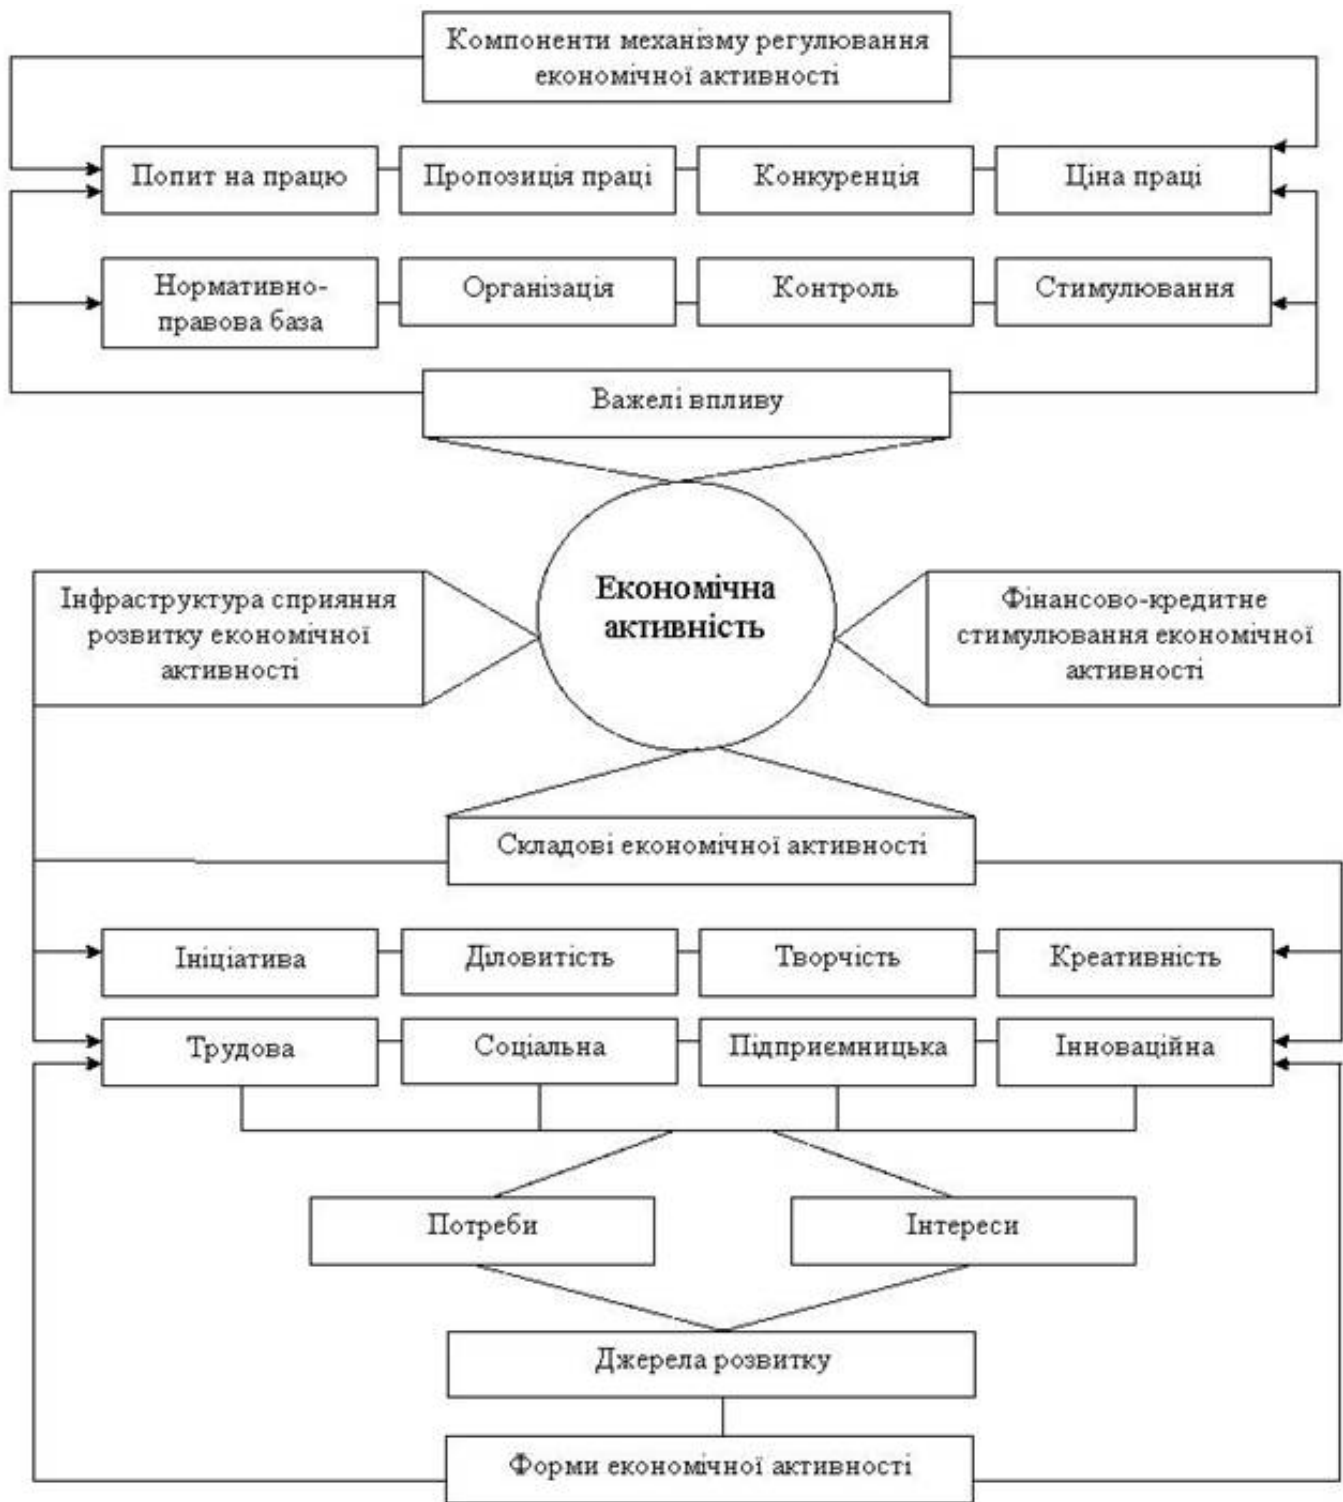 Компоненти механізму регулювання
економічної активності
Попит на працю
Пропозиція праці
Конкуренція
Ціна праці
Нормативно-
правова база
Організація
Контроль
Стимулювання
Важелі впливу
Економічна
активність
Інфраструктура сприяння
розвитку економічної
активності
Фінансово-кредитне
стимулювання економічної
активності
Складові економічної активності
Ініціатива
Діловитість
Творчість
Креативність
Трудова
Соціальна
Підприємницька
Інноваційна
Потреби
Інтереси
Джерела розвитку
Форми економічної активності